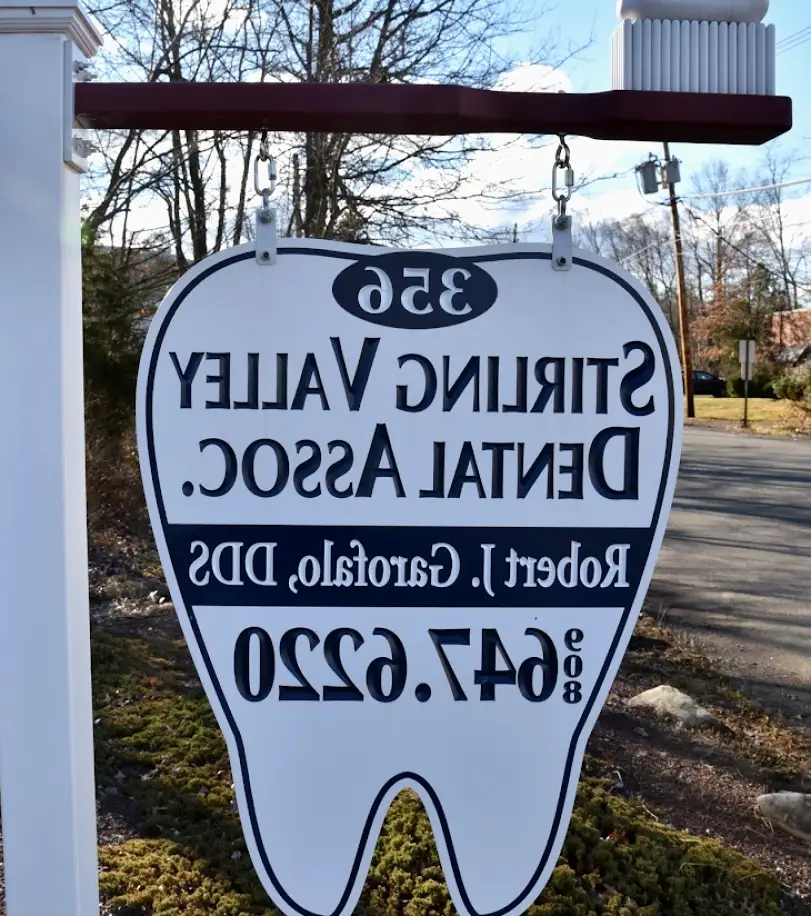 356
STIRLING VALLEY
DENTAL ASSOC.
Robert J. Garofalo, DDS
908 647.6220